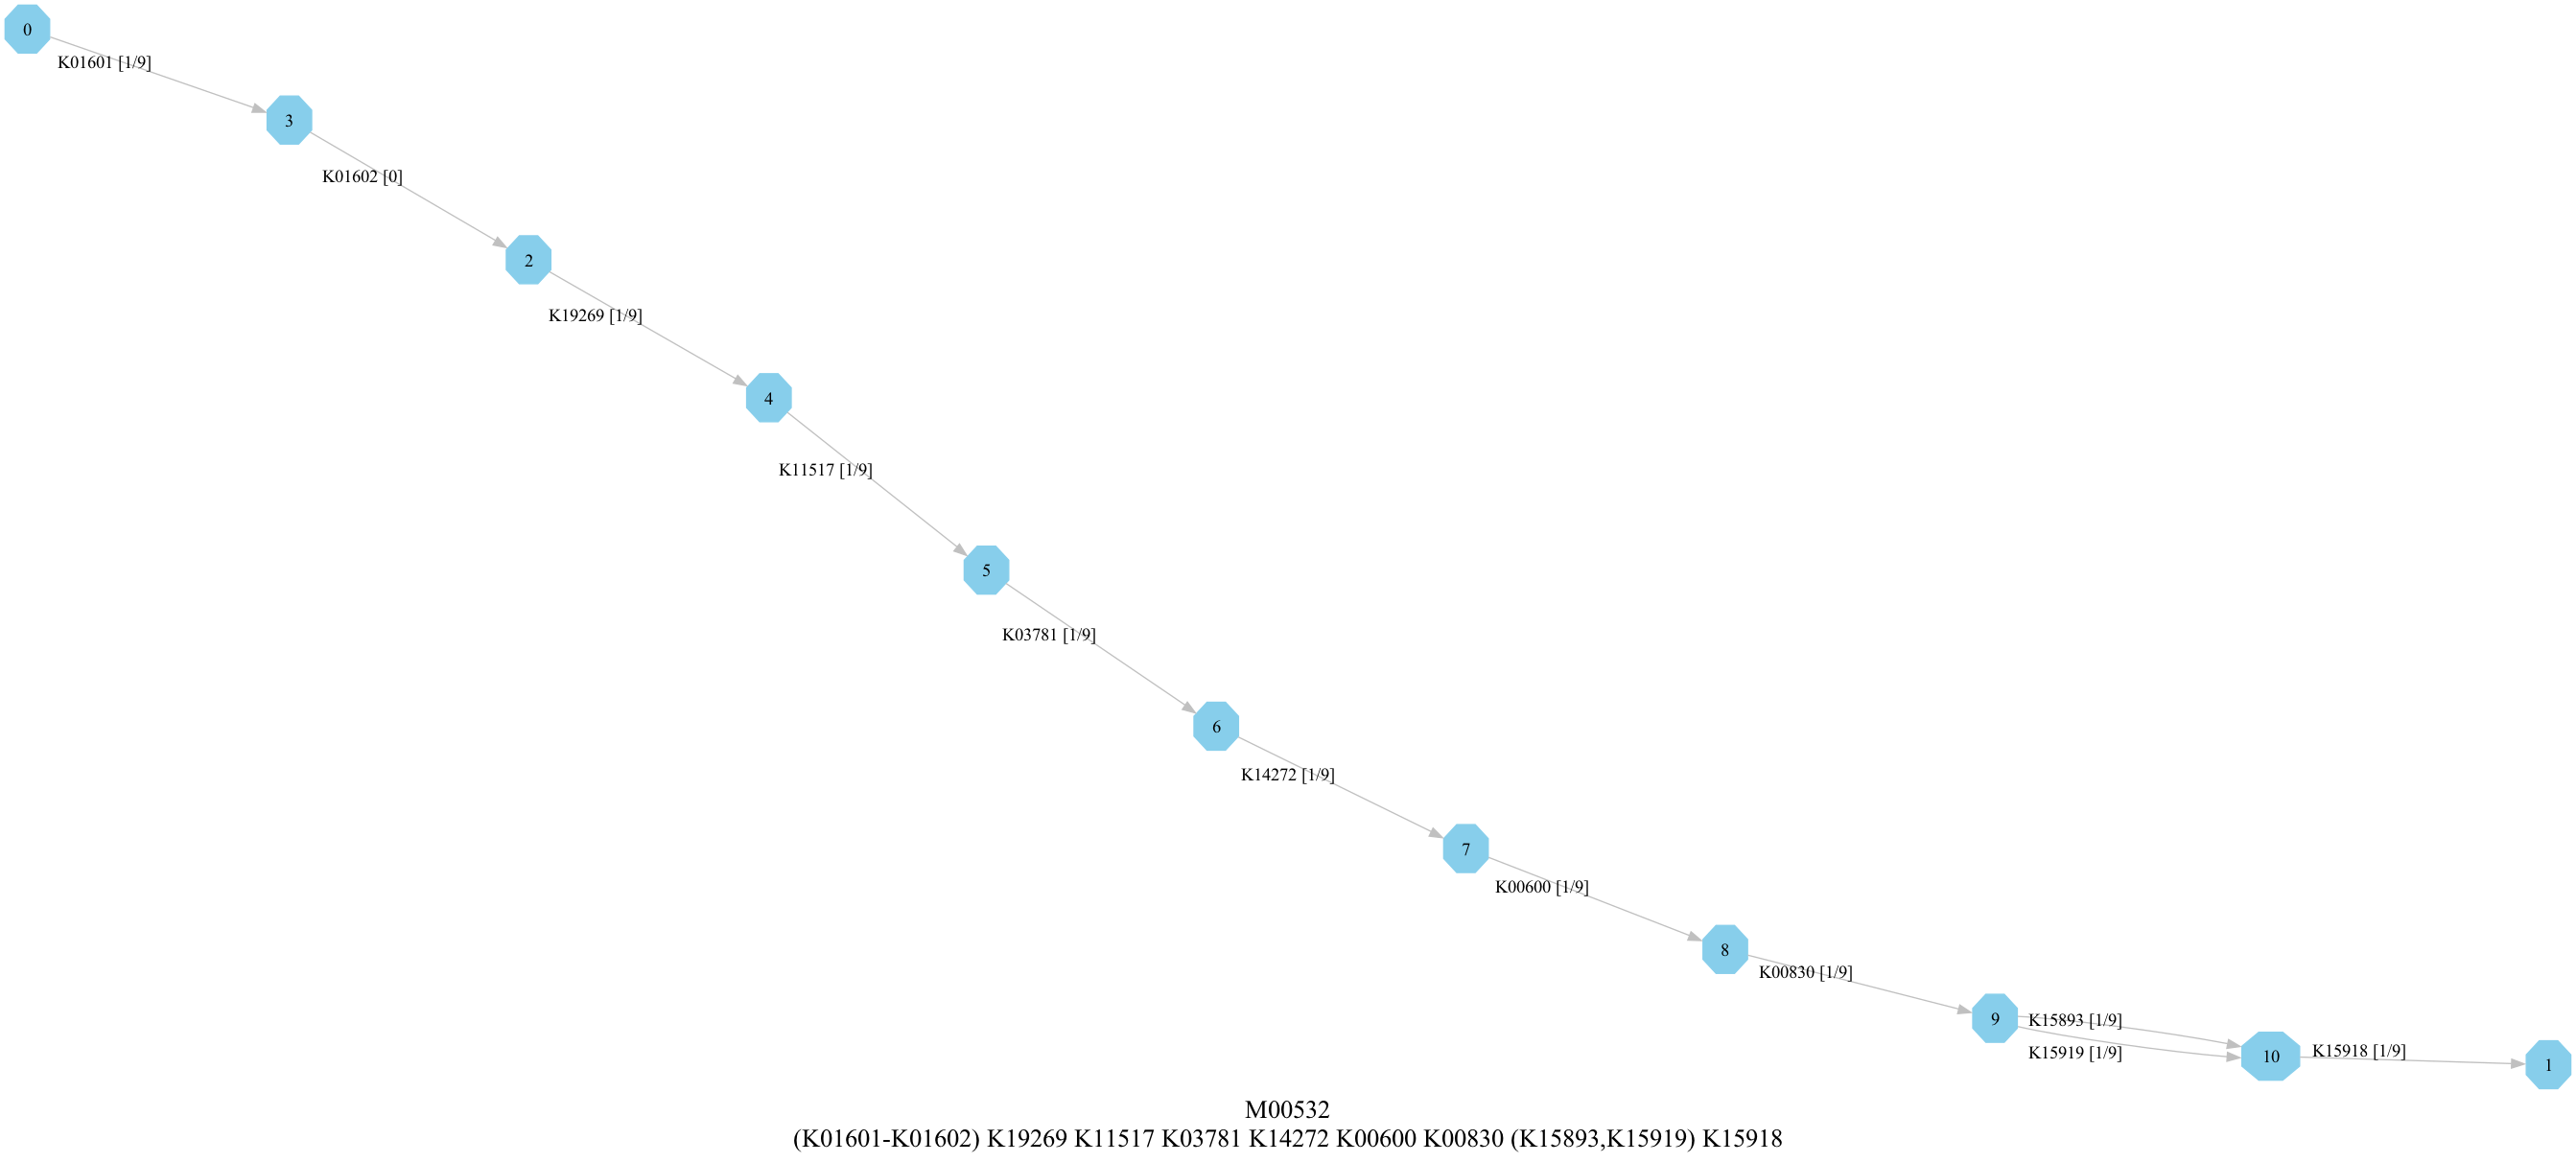 0
K01601 [1/9]
3
K01602 [0]
2
K19269 [1/9]
4
K11517 [1/9]
5
K03781 [1/9]
6
K14272 [1/9]
7
K00600 [1/9]
8
K00830 [1/9]
9
K15893 [1/9]
K15919 [1/9]
10
K15918 [1/9]
1
M00532
(K01601-K01602) K19269 K11517 K03781 K14272 K00600 K00830 (K15893,K15919) K15918